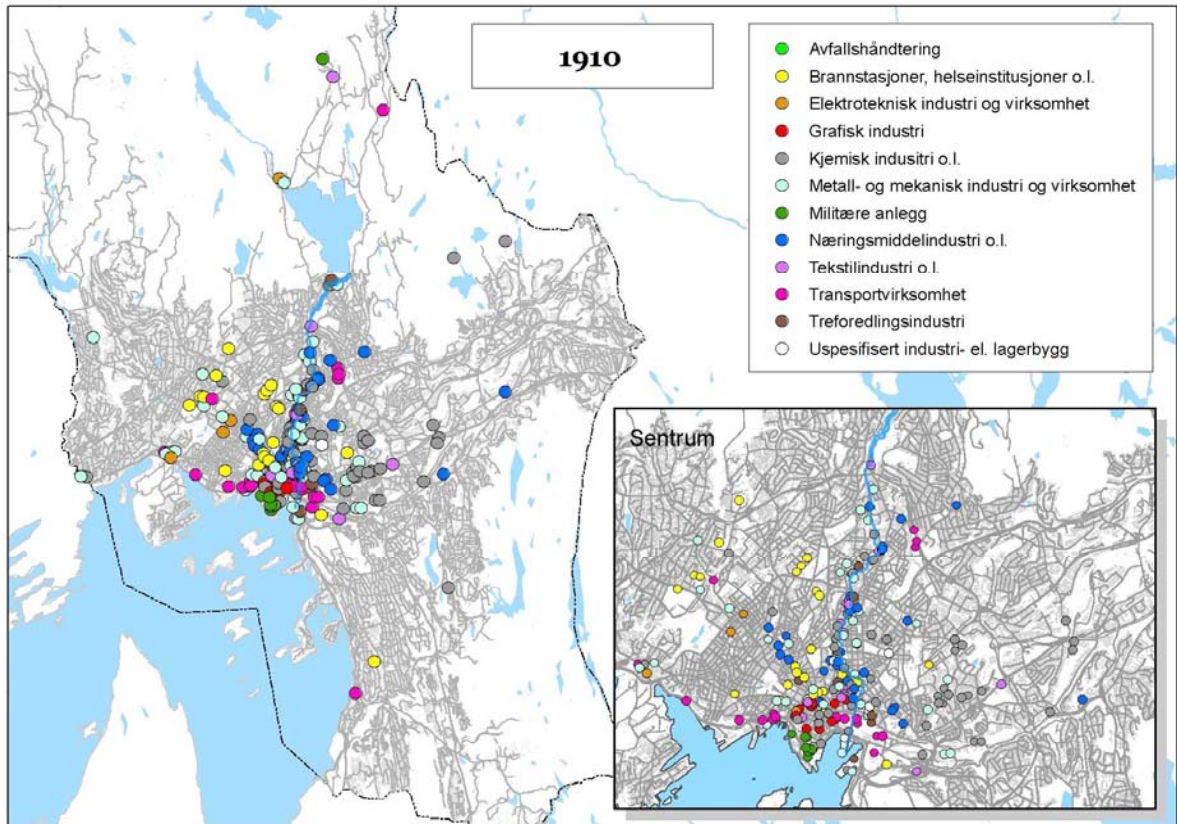 1910
Avfallshåndtering
Brannstasjoner, helseinstitusjoner o.l.
Elektroteknisk industri og virksomhet
Grafisk industri
Kjemisk indusitri o.l.
Metall- og mekanisk industri og virksomhet
Militære anlegg
Næringsmiddelindustri o.l.
Tekstilindustri o.l.
Transportvirksomhet
Treforedlingsindustri
Uspesifisert industri- el. lagerbygg
Sentrum